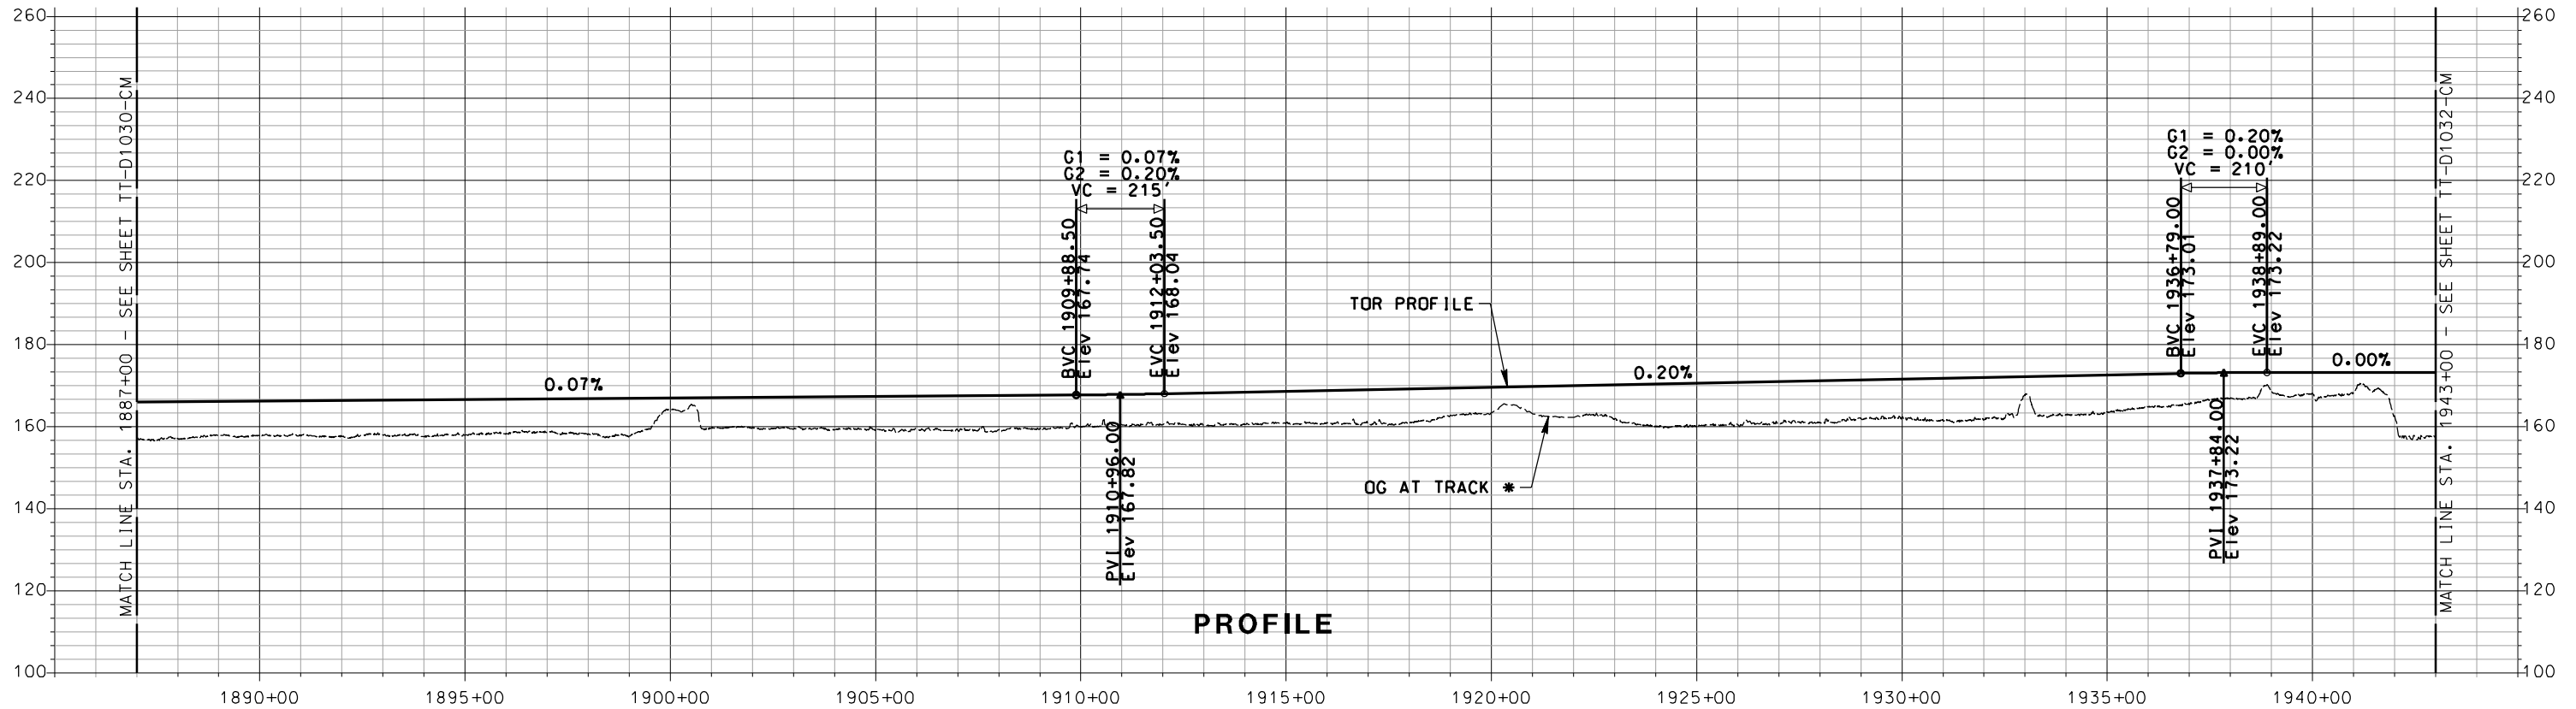 260
240
220
200
180
160
140
120
100
MATCH LINE STA. 1887+00 - SEE SHEET TT-D1030-CM
0.07%
G1 = 0.07%
G2 = 0.20%
VC = 215'
BVC 1909+88.50
Elev 167.74
EVC 1912+03.50
Elev 168.04
PVI 1910+96.00
Elev 167.82
TOR PROFILE
OG AT TRACK *
0.20%
G1 = 0.20%
G2 = 0.00%
VC = 210'
BVC 1936+79.00
Elev 173.01
EVC 1938+89.00
Elev 173.22
PVI 1937+84.00
Elev 173.22
0.00%
MATCH LINE STA. 1943+00 - SEE SHEET TT-D1032-CM
260
240
220
200
180
160
140
120
100
PROFILE
1890+00 1895+00 1900+00 1905+00 1910+00 1915+00 1920+00 1925+00 1930+00 1935+00 1940+00